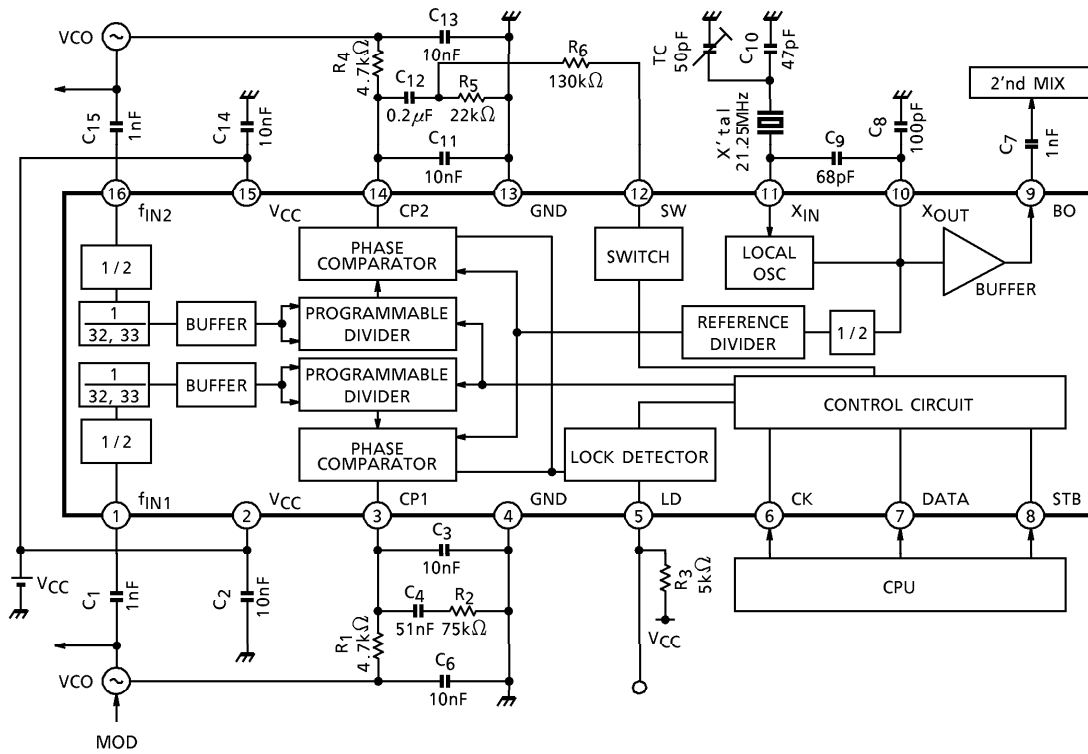 VCO
C13
10nF
R4
4.7kΩ
C12
0.2μF
R5
22kΩ
C11
10nF
R6
130kΩ
TC
50pF
C10
47pF
X'tal
21.25MHz
C9
68pF
C8
100pF
2'nd MIX
C7
1nF
C15
1nF
C14
10nF
16
15
14
13
12
11
10
9
fIN2
VCC
CP2
GND
SW
XIN
XOUT
BO
1/2
PHASE
COMPARATOR
SWITCH
LOCAL
OSC
BUFFER
1
32, 33
BUFFER
PROGRAMMABLE
DIVIDER
REFERENCE
DIVIDER
1/2
1
32, 33
BUFFER
PROGRAMMABLE
DIVIDER
CONTROL CIRCUIT
1/2
PHASE
COMPARATOR
LOCK DETECTOR
fIN1
VCC
CP1
GND
LD
CK
DATA
STB
1
2
3
4
5
6
7
8
VCC
C1
1nF
C2
10nF
C3
10nF
C4
51nF
R2
75kΩ
R1
4.7kΩ
C6
10nF
R3
5kΩ
VCC
CPU
VCO
MOD